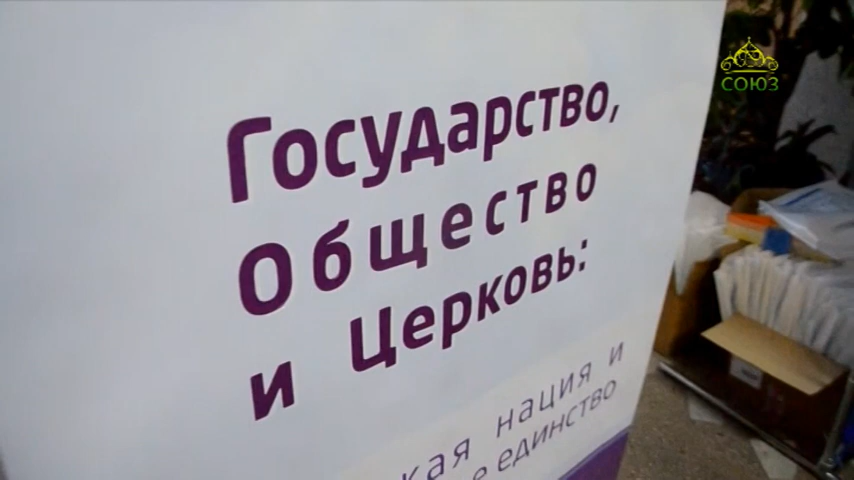 СОЮЗ
Государство,
Общество
и Церковь:
нация и
единство